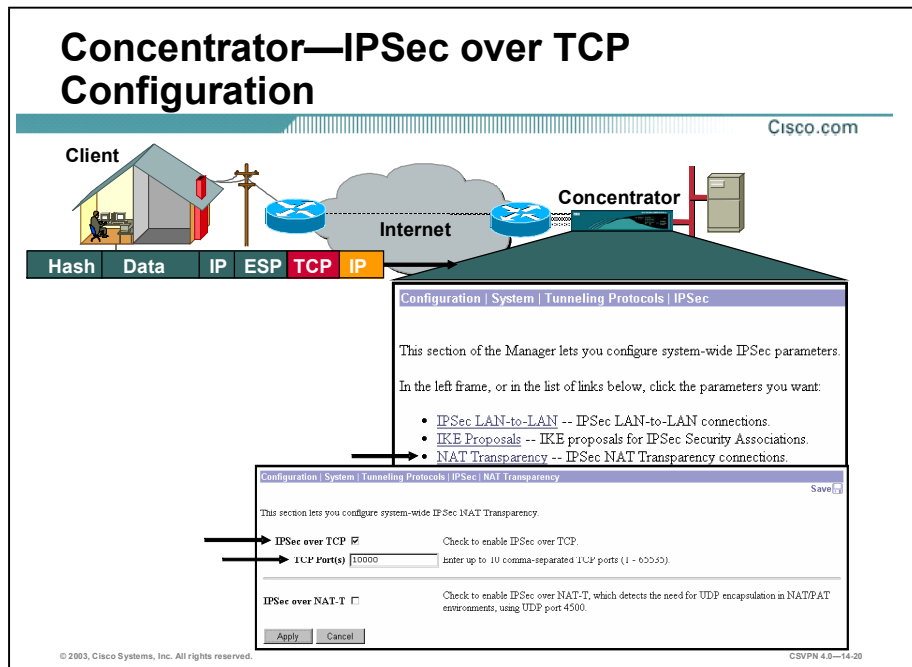 Concentrator—IPSec over TCP
Configuration
Cisco.com
Client
Concentrator
Internet
Hash Data IP ESP TCP IP
Configuration | System | Tunneling Protocols | IPSec
This section of the Manager lets you configure system-wide IPSec parameters.
In the left frame, or in the list of links below, click the parameters you want:
• IPSec LAN-to-LAN -- IPSec LAN-to-LAN connections.
• IKE Proposals -- IKE proposals for IPSec Security Associations.
• NAT Transparency -- IPSec NAT Transparency connections.
Configuration | System | Tunneling Protocols | IPSec | NAT Transparency
Save
This section lets you configure system-wide IPSec NAT Transparency.
IPSec over TCP Check to enable IPSec over TCP.
TCP Port(s) 10000 Enter up to 10 comma-separated TCP ports (1 - 65535).
IPSec over NAT-T Check to enable IPSec over NAT-T, which detects the need for UDP encapsulation in NAT/PAT
environments, using UDP port 4500.
Apply Cancel
© 2003, Cisco Systems, Inc. All rights reserved. CSVPN 4.0—14-20